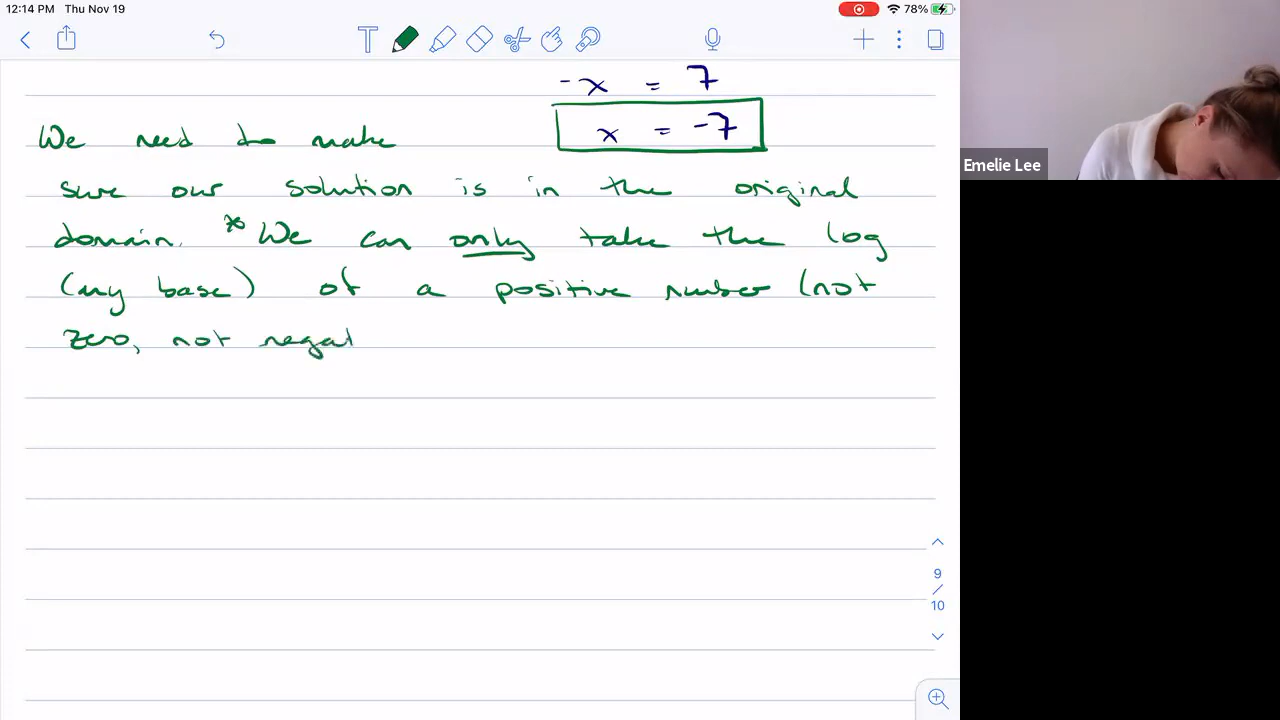 12:14 PM Thu Nov 19
78%
-x = 7
x = -7
We need to make
sure our solution is in the original
domain. * We can only take the log
(any base) of a positive number (not
zero, not negat
Emelie Lee
9
/
10